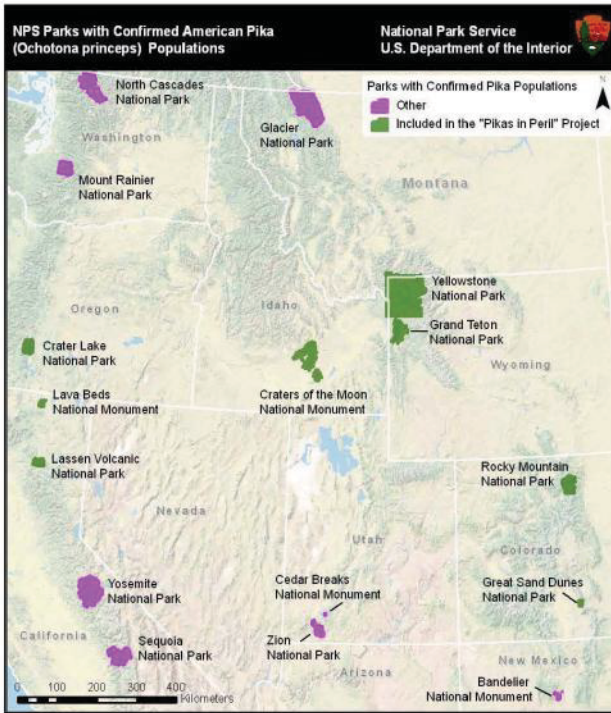 NPS Parks with Confirmed American Pika
(Ochotona princeps) Populations
National Park Service
U.S. Department of the Interior
Parks with Confirmed Pika Populations
Other
Included in the "Pikas in Peril" Project
N
North Cascades
National Park
Glacier
National Park
Washington
Mount Rainier
National Park
Montana
Yellowstone
National Park
Oregon
Idaho
Grand Teton
National Park
Crater Lake
National Park
Wyoming
Lava Beds
National Monument
Craters of the Moon
National Monument
Lassen Volcanic
National Park
Rocky Mountain
National Park
Nevada
Utah
Colorado
Yosemite
National Park
Cedar Breaks
National Monument
Great Sand Dunes
National Park
California
Sequoia
National Park
Zion
National Park
Arizona
New Mexico
Bandelier
National Monument
0 100 200 300 400
Kilometers